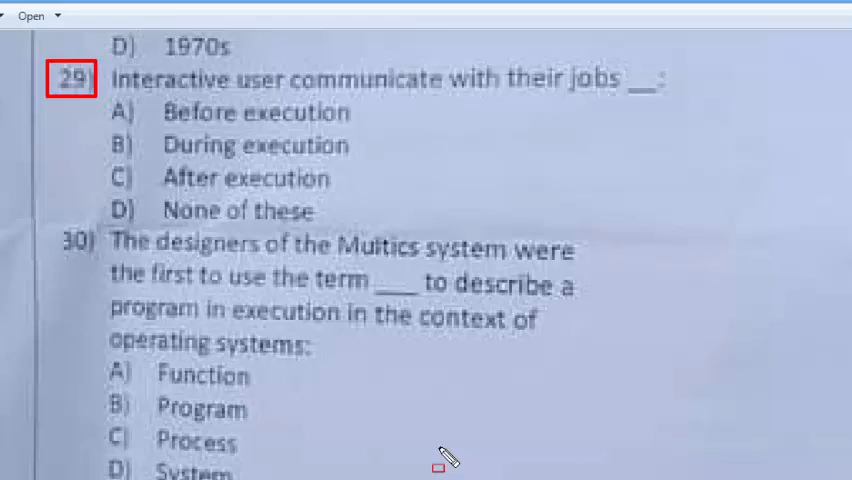 Open
D) 1970s
29) Interactive user communicate with their jobs __:
A) Before execution
B) During execution
C) After execution
D) None of these
30) The designers of the Multics system were
the first to use the term ___ to describe a
program in execution in the context of
operating systems:
A) Function
B) Program
C) Process
D) System